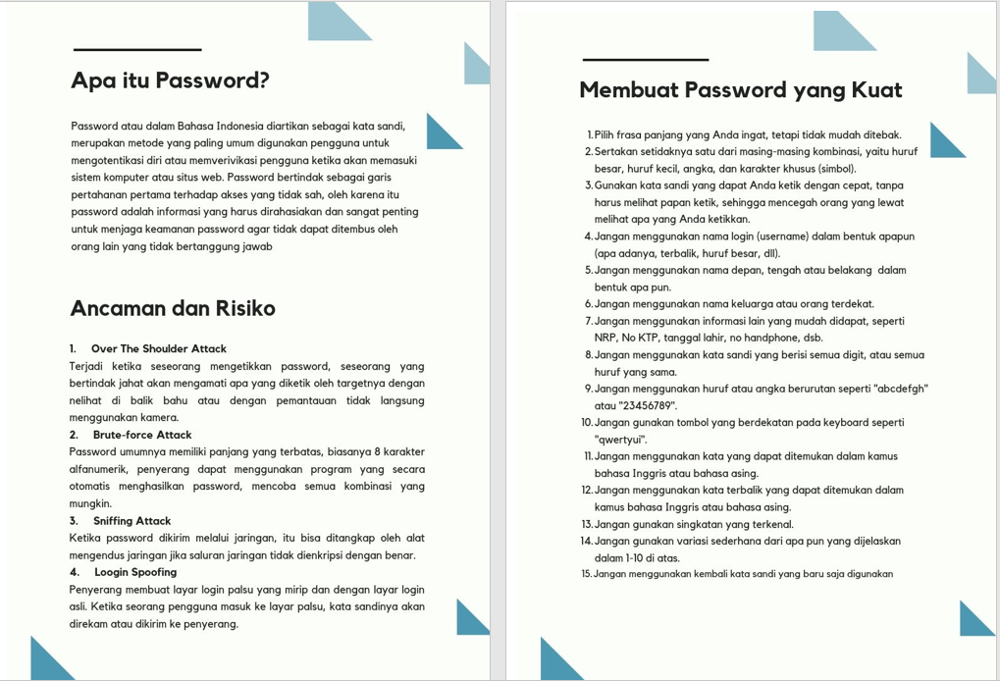 Apa itu Password?
Password atau dalam Bahasa Indonesia diartikan sebagai kata sandi,
merupakan metode yang paling umum digunakan pengguna untuk
mengotentikasi diri atau memverivikasi pengguna ketika akan memasuki
sistem komputer atau situs web. Password bertindak sebagai garis
pertahanan pertama terhadap akses yang tidak sah, oleh karena itu
password adalah informasi yang harus dirahasiakan dan sangat penting
untuk menjaga keamanan password agar tidak dapat ditembus oleh
orang lain yang tidak bertanggung jawab
Ancaman dan Risiko
1. Over The Shoulder Attack
Terjadi ketika seseorang mengetikkan password, seseorang yang
bertindak jahat akan mengamati apa yang diketik oleh targetnya dengan
nelihat di balik bahu atau dengan pemantauan tidak langsung
menggunakan kamera.
2. Brute-force Attack
Password umumnya memiliki panjang yang terbatas, biasanya 8 karakter
alfanumerik, penyerang dapat menggunakan program yang secara
otomatis menghasilkan password, mencoba semua kombinasi yang
mungkin.
3. Sniffing Attack
Ketika password dikirim melalui jaringan, itu bisa ditangkap oleh alat
mengendus jaringan jika saluran jaringan tidak dienkripsi dengan benar.
4. Loogin Spoofing
Penyerang membuat layar login palsu yang mirip dan dengan layar login
asli. Ketika seorang pengguna masuk ke layar palsu, kata sandinya akan
direkam atau dikirim ke penyerang.
Membuat Password yang Kuat
1. Pilih frasa panjang yang Anda ingat, tetapi tidak mudah ditebak.
2. Sertakan setidaknya satu dari masing-masing kombinasi, yaitu huruf
besar, huruf kecil, angka, dan karakter khusus (simbol).
3. Gunakan kata sandi yang dapat Anda ketik dengan cepat, tanpa
harus melihat papan ketik, sehingga mencegah orang yang lewat
melihat apa yang Anda ketikkan.
4. Jangan menggunakan nama login (username) dalam bentuk apapun
(apa adanya, terbalik, huruf besar, dll).
5. Jangan menggunakan nama depan, tengah atau belakang dalam
bentuk apa pun.
6. Jangan menggunakan nama keluarga atau orang terdekat.
7. Jangan menggunakan informasi lain yang mudah didapat, seperti
NRP, No KTP, tanggal lahir, no handphone, dsb.
8. Jangan menggunakan kata sandi yang berisi semua digit, atau semua
huruf yang sama.
9. Jangan menggunakan huruf atau angka berurutan seperti "abcdefgh"
atau "23456789".
10. Jangan gunakan tombol yang berdekatan pada keyboard seperti
"qwertyui".
11. Jangan menggunakan kata yang dapat ditemukan dalam kamus
bahasa Inggris atau bahasa asing.
12. Jangan menggunakan kata terbalik yang dapat ditemukan dalam
kamus bahasa Inggris atau bahasa asing.
13. Jangan gunakan singkatan yang terkenal.
14. Jangan gunakan variasi sederhana dari apa pun yang dijelaskan
dalam 1-10 di atas.
15. Jangan menggunakan kembali kata sandi yang baru saja digunakan